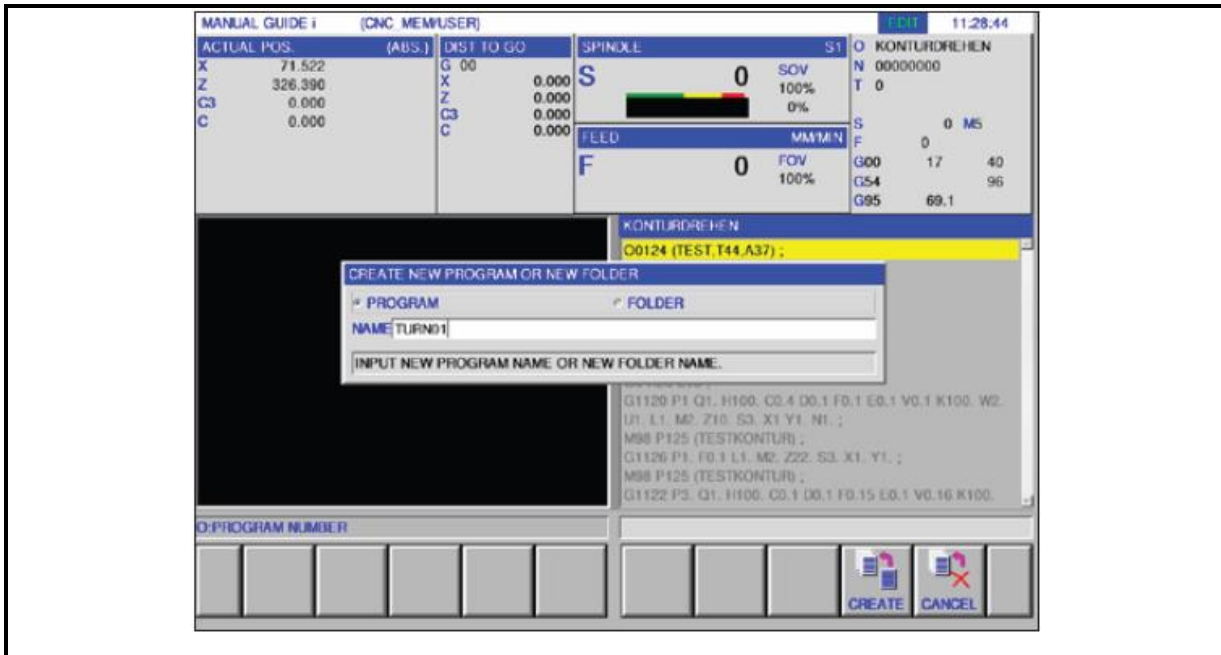 MANUAL GUIDE i (CNC_MEM/USER) EDIT 11:28:44
ACTUAL POS. (ABS.)
X 71.522
Z 326.390
C3 0.000
C 0.000
DIST TO GO
G 00
X 0.000
Z 0.000
C3 0.000
C 0.000
SPINDLE S1
S 0 SOV
100%
0%
FEED MM/MIN
F 0 FOV
100%
O KONTURDREHEN
N 00000000
T 0
S 0 M5
F 0
G00 17 40
G54 96
G95 69.1
KONTURDREHEN
O0124 (TEST,T44,A37) ;
CREATE NEW PROGRAM OR NEW FOLDER
PROGRAM FOLDER
NAME TURN01
INPUT NEW PROGRAM NAME OR NEW FOLDER NAME.
G1120 P1 Q1. H100. C0.4 D0.1 F0.1 E0.1 V0.1 K100. W2.
U1. L1. M2. Z10. S3. X1 Y1. N1. ;
M98 P125 (TESTKONTUR) ;
G1126 P1. F0.1 L1. M2. Z22. S3. X1. Y1. ;
M98 P125 (TESTKONTUR) ;
G1122 P3. Q1. H100. C0.1 D0.1 F0.15 E0.1 V0.16 K100.
O:PROGRAM NUMBER
CREATE CANCEL